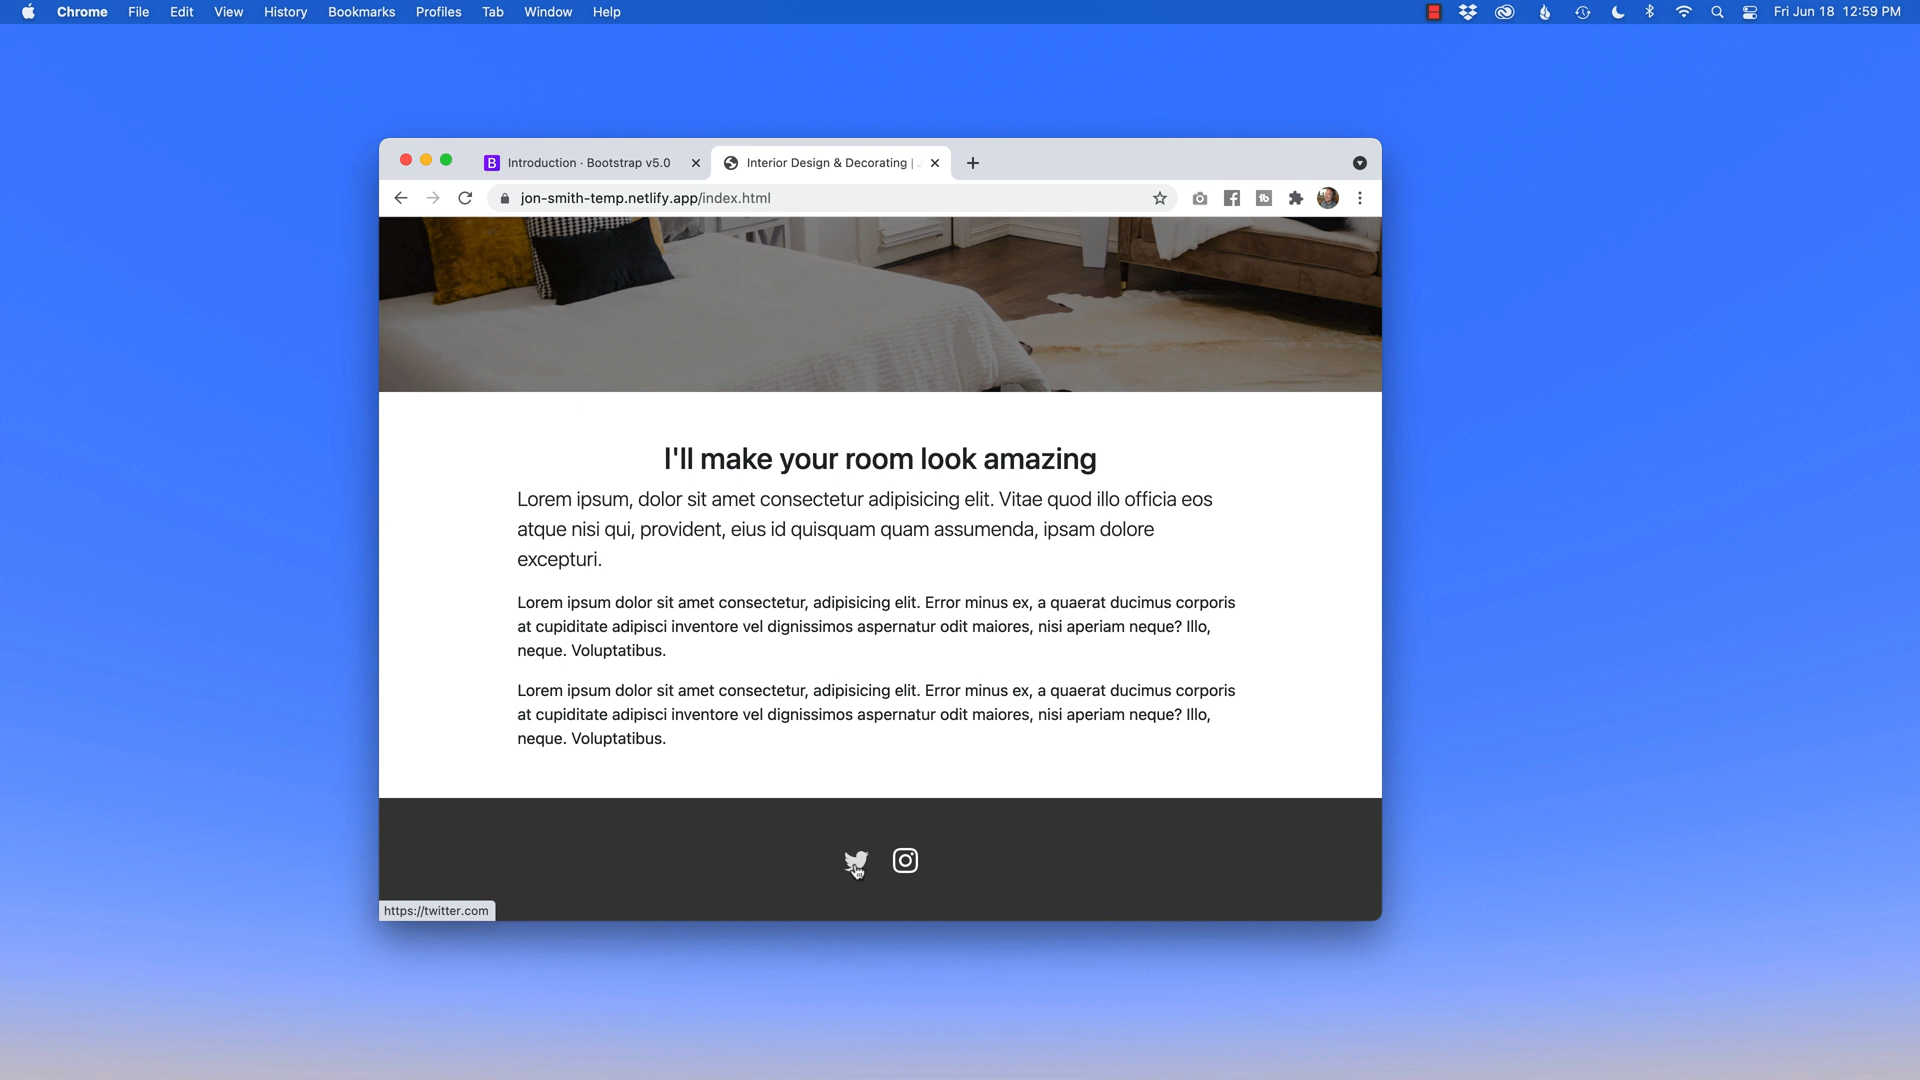 Chrome File Edit View History Bookmarks Profiles Tab Window Help Fri Jun 18 12:59 PM
B Introduction · Bootstrap v5.0 Interior Design & Decorating |
jon-smith-temp.netlify.app/index.html
I'll make your room look amazing
Lorem ipsum, dolor sit amet consectetur adipisicing elit. Vitae quod illo officia eos
atque nisi qui, provident, eius id quisquam quam assumenda, ipsam dolore
excepturi.
Lorem ipsum dolor sit amet consectetur, adipisicing elit. Error minus ex, a quaerat ducimus corporis
at cupiditate adipisci inventore vel dignissimos aspernatur odit maiores, nisi aperiam neque? Illo,
neque. Voluptatibus.
Lorem ipsum dolor sit amet consectetur, adipisicing elit. Error minus ex, a quaerat ducimus corporis
at cupiditate adipisci inventore vel dignissimos aspernatur odit maiores, nisi aperiam neque? Illo,
neque. Voluptatibus.
https://twitter.com